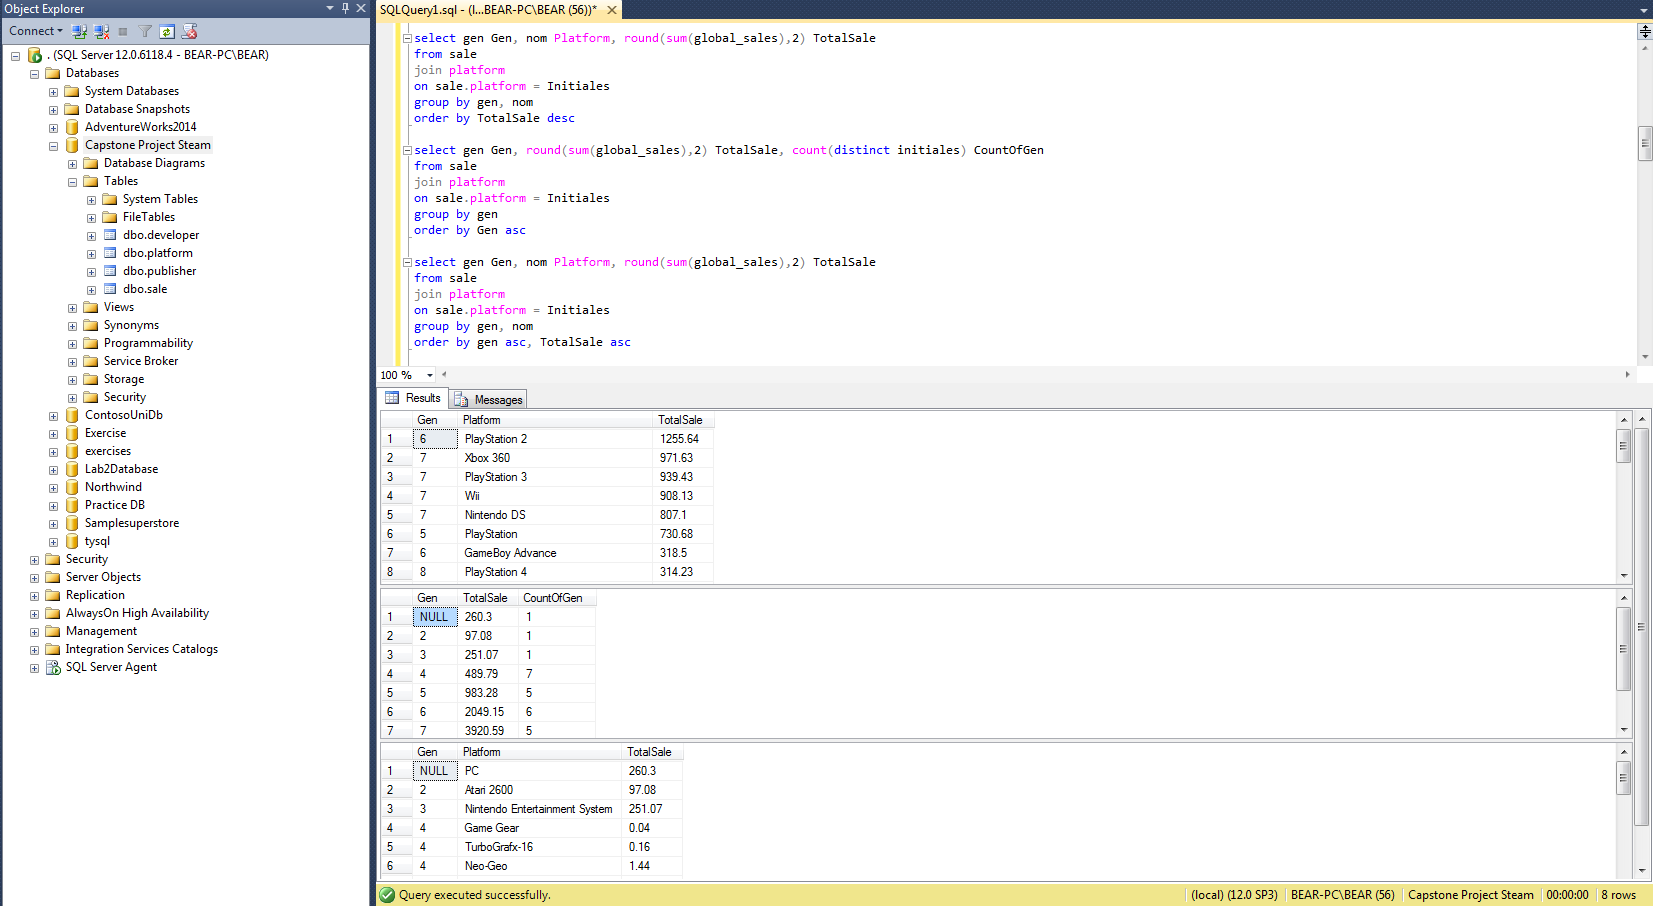 Object Explorer
Connect
. (SQL Server 12.0.6118.4 - BEAR-PC\BEAR)
Databases
System Databases
Database Snapshots
AdventureWorks2014
Capstone Project Steam
Database Diagrams
Tables
System Tables
FileTables
dbo.developer
dbo.platform
dbo.publisher
dbo.sale
Views
Synonyms
Programmability
Service Broker
Storage
Security
ContosoUniDb
Exercise
exercises
Lab2Database
Northwind
Practice DB
Samplesuperstore
tysql
Security
Server Objects
Replication
AlwaysOn High Availability
Management
Integration Services Catalogs
SQL Server Agent
SQLQuery1.sql - (l...BEAR-PC\BEAR (56))*
select gen Gen, nom Platform, round(sum(global_sales),2) TotalSale
from sale
join platform
on sale.platform = Initiales
group by gen, nom
order by TotalSale desc
select gen Gen, round(sum(global_sales),2) TotalSale, count(distinct initiales) CountOfGen
from sale
join platform
on sale.platform = Initiales
group by gen
order by Gen asc
select gen Gen, nom Platform, round(sum(global_sales),2) TotalSale
from sale
join platform
on sale.platform = Initiales
group by gen, nom
order by gen asc, TotalSale asc
100 %
Results Messages
Gen Platform TotalSale
1 6 PlayStation 2 1255.64
2 7 Xbox 360 971.63
3 7 PlayStation 3 939.43
4 7 Wii 908.13
5 7 Nintendo DS 807.1
6 5 PlayStation 730.68
7 6 GameBoy Advance 318.5
8 8 PlayStation 4 314.23
Gen TotalSale CountOfGen
1 NULL 260.3 1
2 2 97.08 1
3 3 251.07 1
4 4 489.79 7
5 5 983.28 5
6 6 2049.15 6
7 7 3920.59 5
Gen Platform TotalSale
1 NULL PC 260.3
2 2 Atari 2600 97.08
3 3 Nintendo Entertainment System 251.07
4 4 Game Gear 0.04
5 4 TurboGrafx-16 0.16
6 4 Neo-Geo 1.44
Query executed successfully.
(local) (12.0 SP3) BEAR-PC\BEAR (56) Capstone Project Steam 00:00:00 8 rows